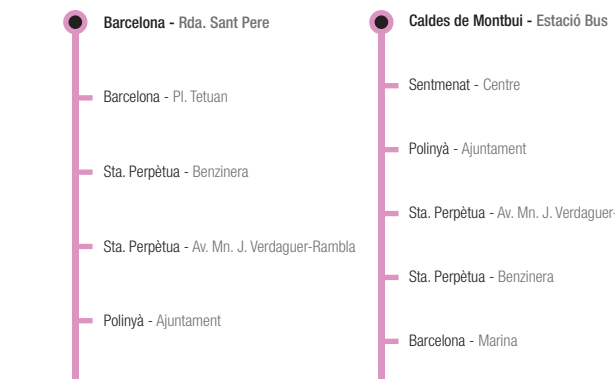 Barcelona - Rda. Sant Pere
Barcelona - Pl. Tetuan
Sta. Perpètua - Benzinera
Sta. Perpètua - Av. Mn. J. Verdaguer-Rambla
Polinyà - Ajuntament
Caldes de Montbui - Estació Bus
Sentmenat - Centre
Polinyà - Ajuntament
Sta. Perpètua - Av. Mn. J. Verdaguer-
Sta. Perpètua - Benzinera
Barcelona - Marina